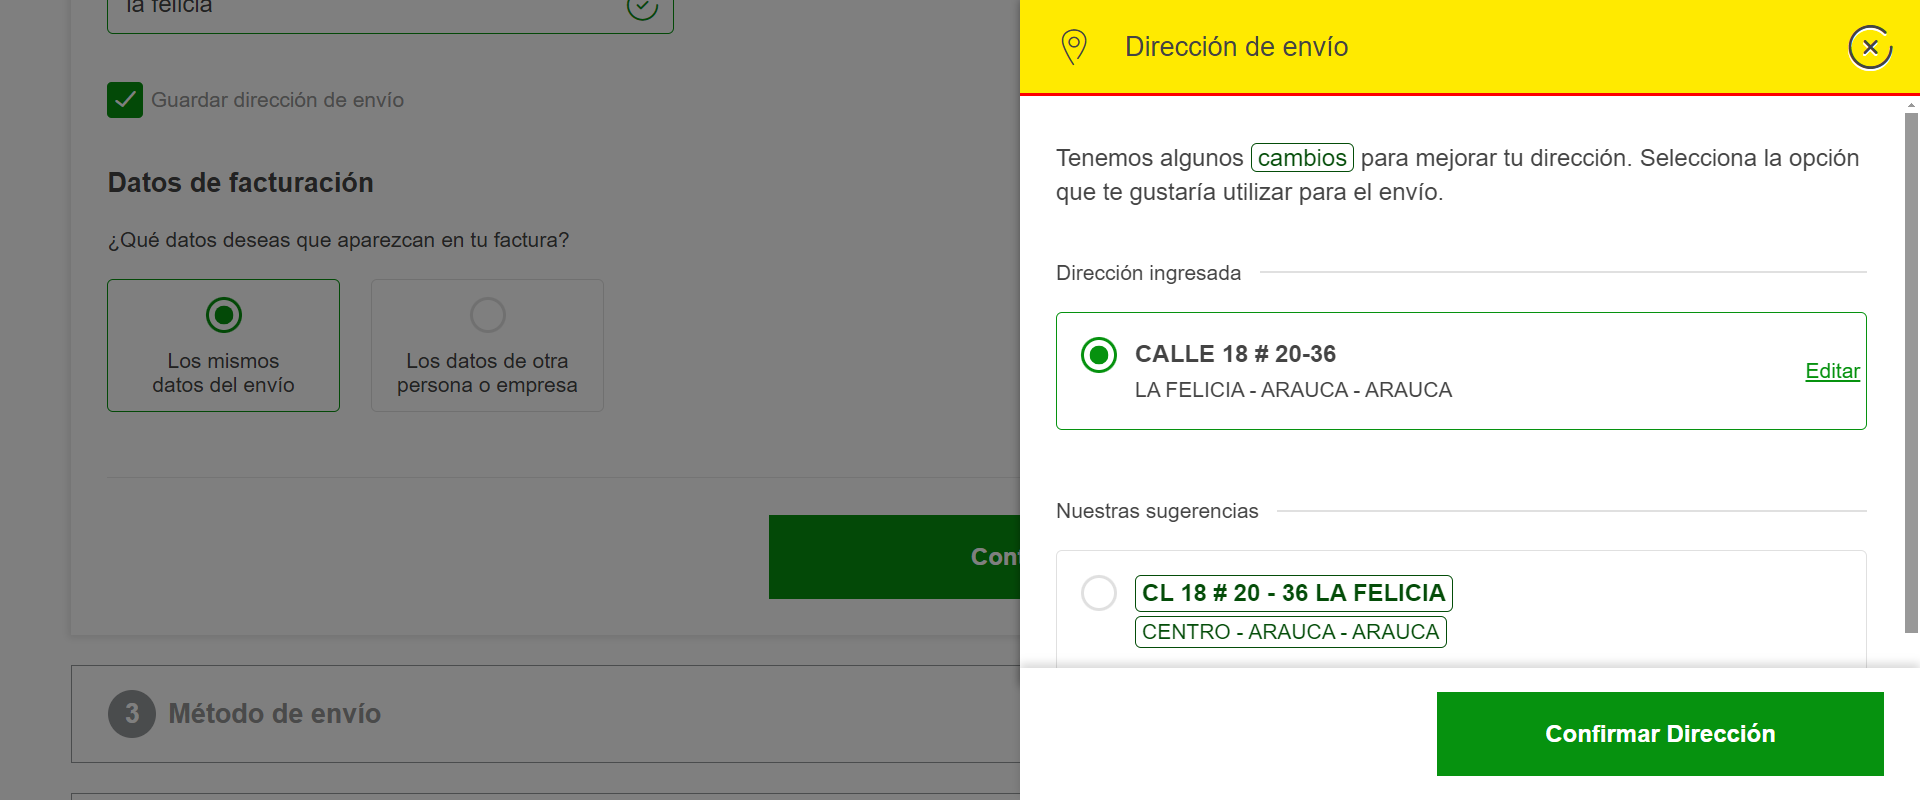 la felicia
Guardar dirección de envío
Datos de facturación
¿Qué datos deseas que aparezcan en tu factura?
Los mismos
datos del envío
Los datos de otra
persona o empresa
Conf
3 Método de envío
Dirección de envío
Tenemos algunos cambios para mejorar tu dirección. Selecciona la opción
que te gustaría utilizar para el envío.
Dirección ingresada
CALLE 18 # 20-36
LA FELICIA - ARAUCA - ARAUCA
Editar
Nuestras sugerencias
CL 18 # 20 - 36 LA FELICIA
CENTRO - ARAUCA - ARAUCA
Confirmar Dirección